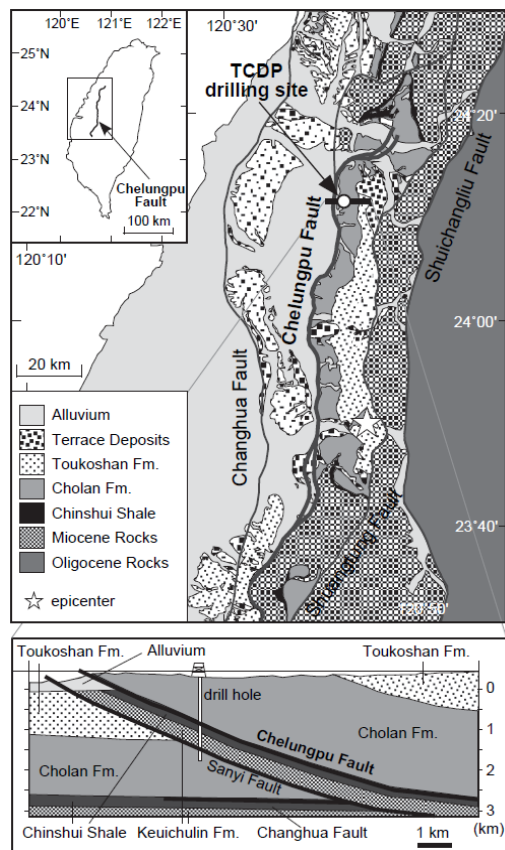 120°E 121°E 122°E
25°N
24°N
23°N
22°N
Chelungpu
Fault
100 km
120°30'
TCDP
drilling site
24°20'
Shuichangliu Fault
120°10'
Chelungpu Fault
24°00'
20 km
Changhua Fault
Alluvium
Terrace Deposits
Toukoshan Fm.
Cholan Fm.
Chinshui Shale
Miocene Rocks
Oligocene Rocks
epicenter
23°40'
Shuangtung Fault
120°50'
Toukoshan Fm.
Alluvium
Toukoshan Fm.
drill hole
0
Chelungpu Fault
Cholan Fm.
1
Cholan Fm.
Sanyi Fault
2
3
Chinshui Shale
Keuichulin Fm.
Changhua Fault
1 km
(km)